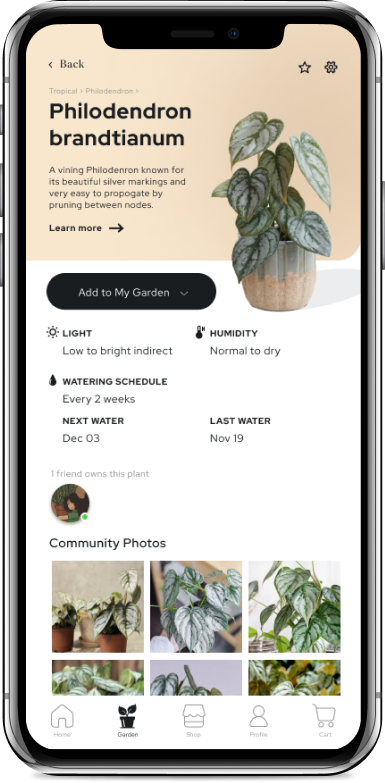 Back
Tropical > Philodendron >
Philodendron
brandtianum
A vining Philodenron known for
its beautiful silver markings and
very easy to propogate by
pruning between nodes.
Learn more
Add to My Garden
LIGHT
Low to bright indirect
HUMIDITY
Normal to dry
WATERING SCHEDULE
Every 2 weeks
NEXT WATER
Dec 03
LAST WATER
Nov 19
1 friend owns this plant
Community Photos
Home
Garden
Shop
Profile
Cart